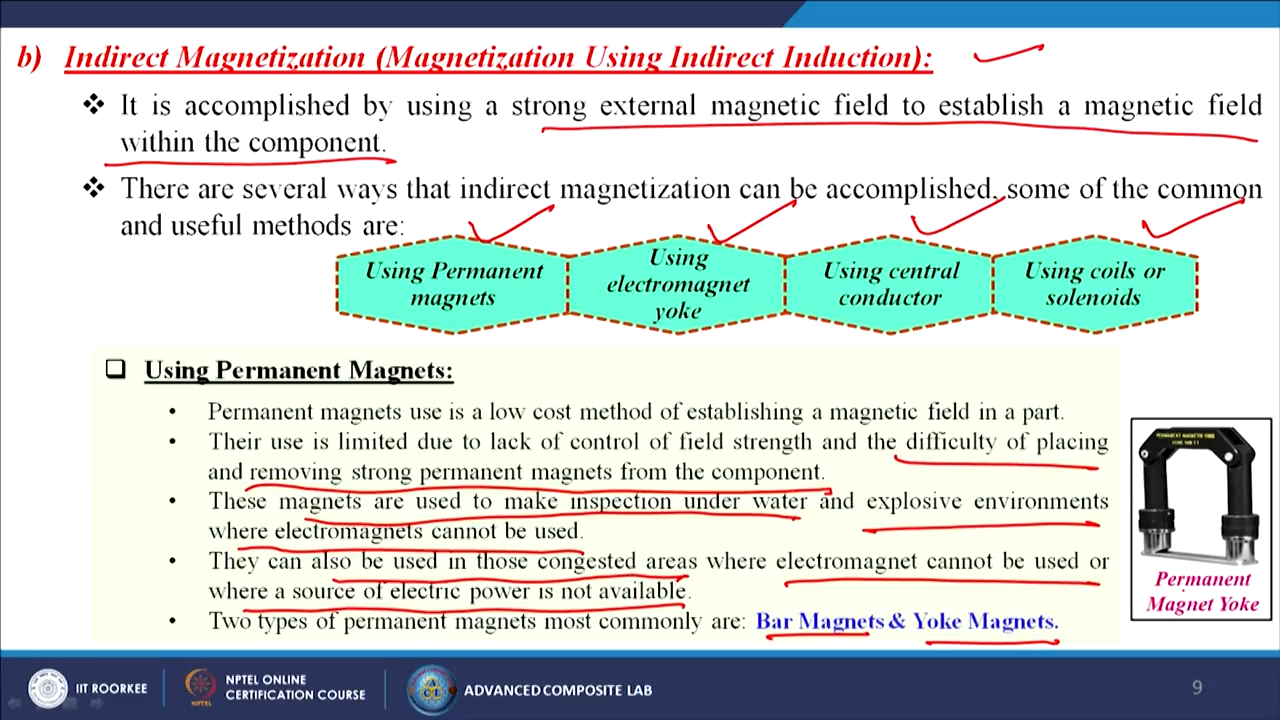 b) Indirect Magnetization (Magnetization Using Indirect Induction):
❖ It is accomplished by using a strong external magnetic field to establish a magnetic field
within the component.
❖ There are several ways that indirect magnetization can be accomplished, some of the common
and useful methods are:
Using Permanent
magnets
Using
electromagnet
yoke
Using central
conductor
Using coils or
solenoids
❑ Using Permanent Magnets:
• Permanent magnets use is a low cost method of establishing a magnetic field in a part.
• Their use is limited due to lack of control of field strength and the difficulty of placing
and removing strong permanent magnets from the component.
• These magnets are used to make inspection under water and explosive environments
where electromagnets cannot be used.
• They can also be used in those congested areas where electromagnet cannot be used or
where a source of electric power is not available.
• Two types of permanent magnets most commonly are: Bar Magnets & Yoke Magnets.
PERMANENT MAGNETIC YOKE
Permanent
Magnet Yoke
IIT ROORKEE
NPTEL
NPTEL ONLINE
CERTIFICATION COURSE
ADVANCED COMPOSITE LAB
9